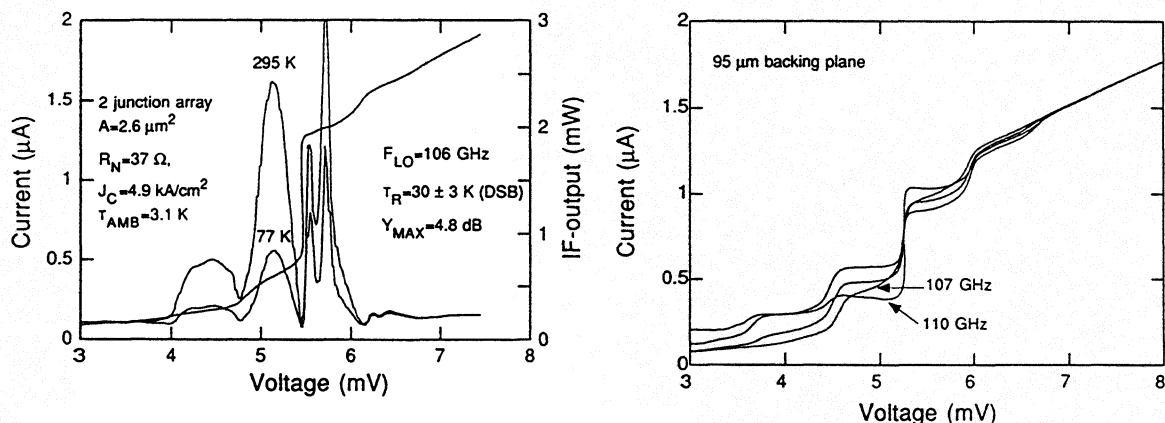 2
1.5
1
0.5
0
Current (µA)
3
2
1
0
IF-output (mW)
295 K
77 K
2 junction array
A=2.6 µm²
R_N=37 Ω,
J_C=4.9 kA/cm²
T_AMB=3.1 K
F_LO=106 GHz
T_R=30 ± 3 K (DSB)
Y_MAX=4.8 dB
3 4 5 6 7 8
Voltage (mV)
2
1.5
1
0.5
0
Current (µA)
95 µm backing plane
107 GHz
110 GHz
3 4 5 6 7 8
Voltage (mV)